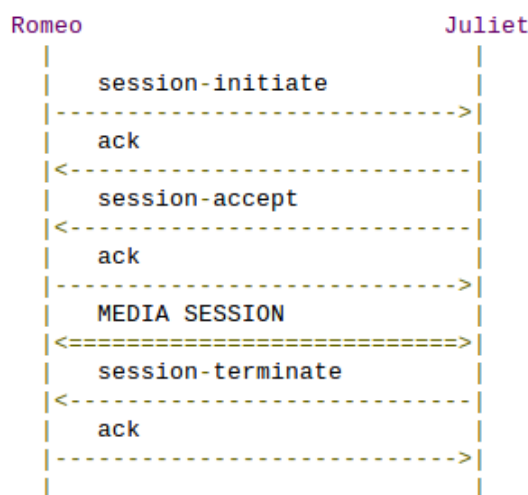 Romeo                         Juliet
  |                              |
  |   session-initiate           |
  |---------------------------->|
  |   ack                        |
  |<----------------------------|
  |   session-accept             |
  |<----------------------------|
  |   ack                        |
  |---------------------------->|
  |   MEDIA SESSION              |
  |<===========================>|
  |   session-terminate          |
  |<----------------------------|
  |   ack                        |
  |---------------------------->|
  |                              |